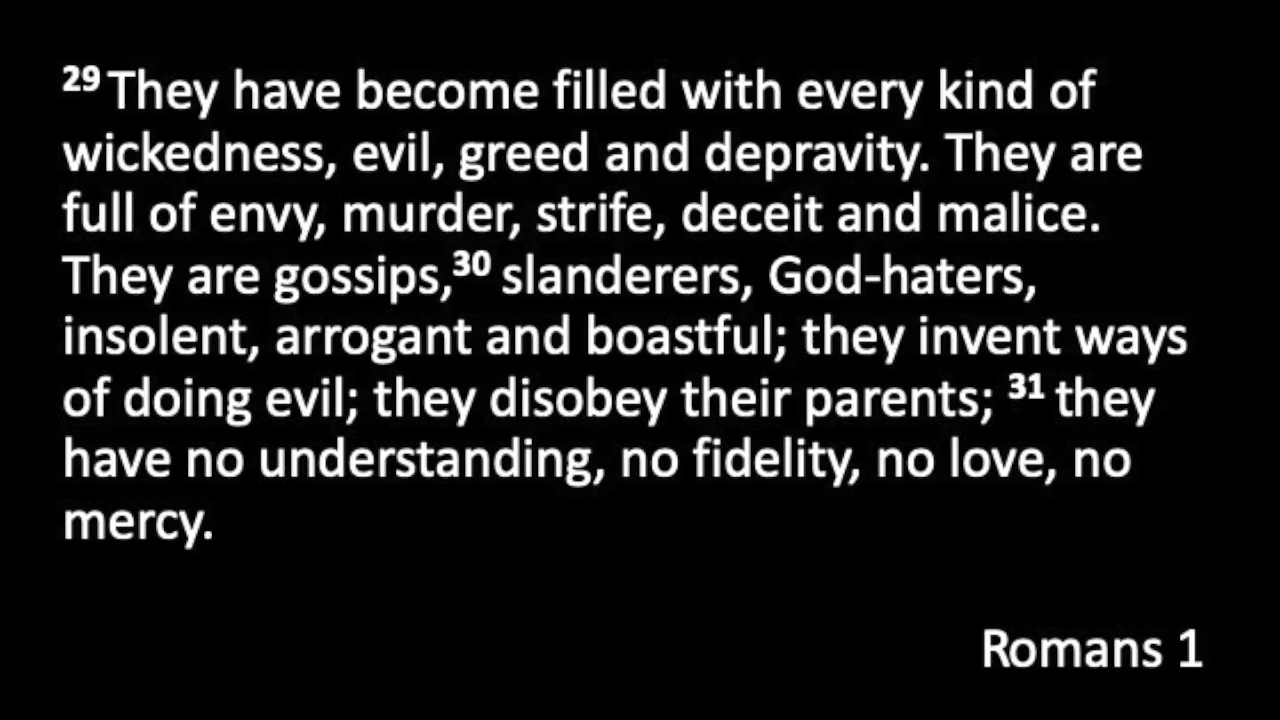 29 They have become filled with every kind of
wickedness, evil, greed and depravity. They are
full of envy, murder, strife, deceit and malice.
They are gossips,30 slanderers, God-haters,
insolent, arrogant and boastful; they invent ways
of doing evil; they disobey their parents; 31 they
have no understanding, no fidelity, no love, no
mercy.
Romans 1